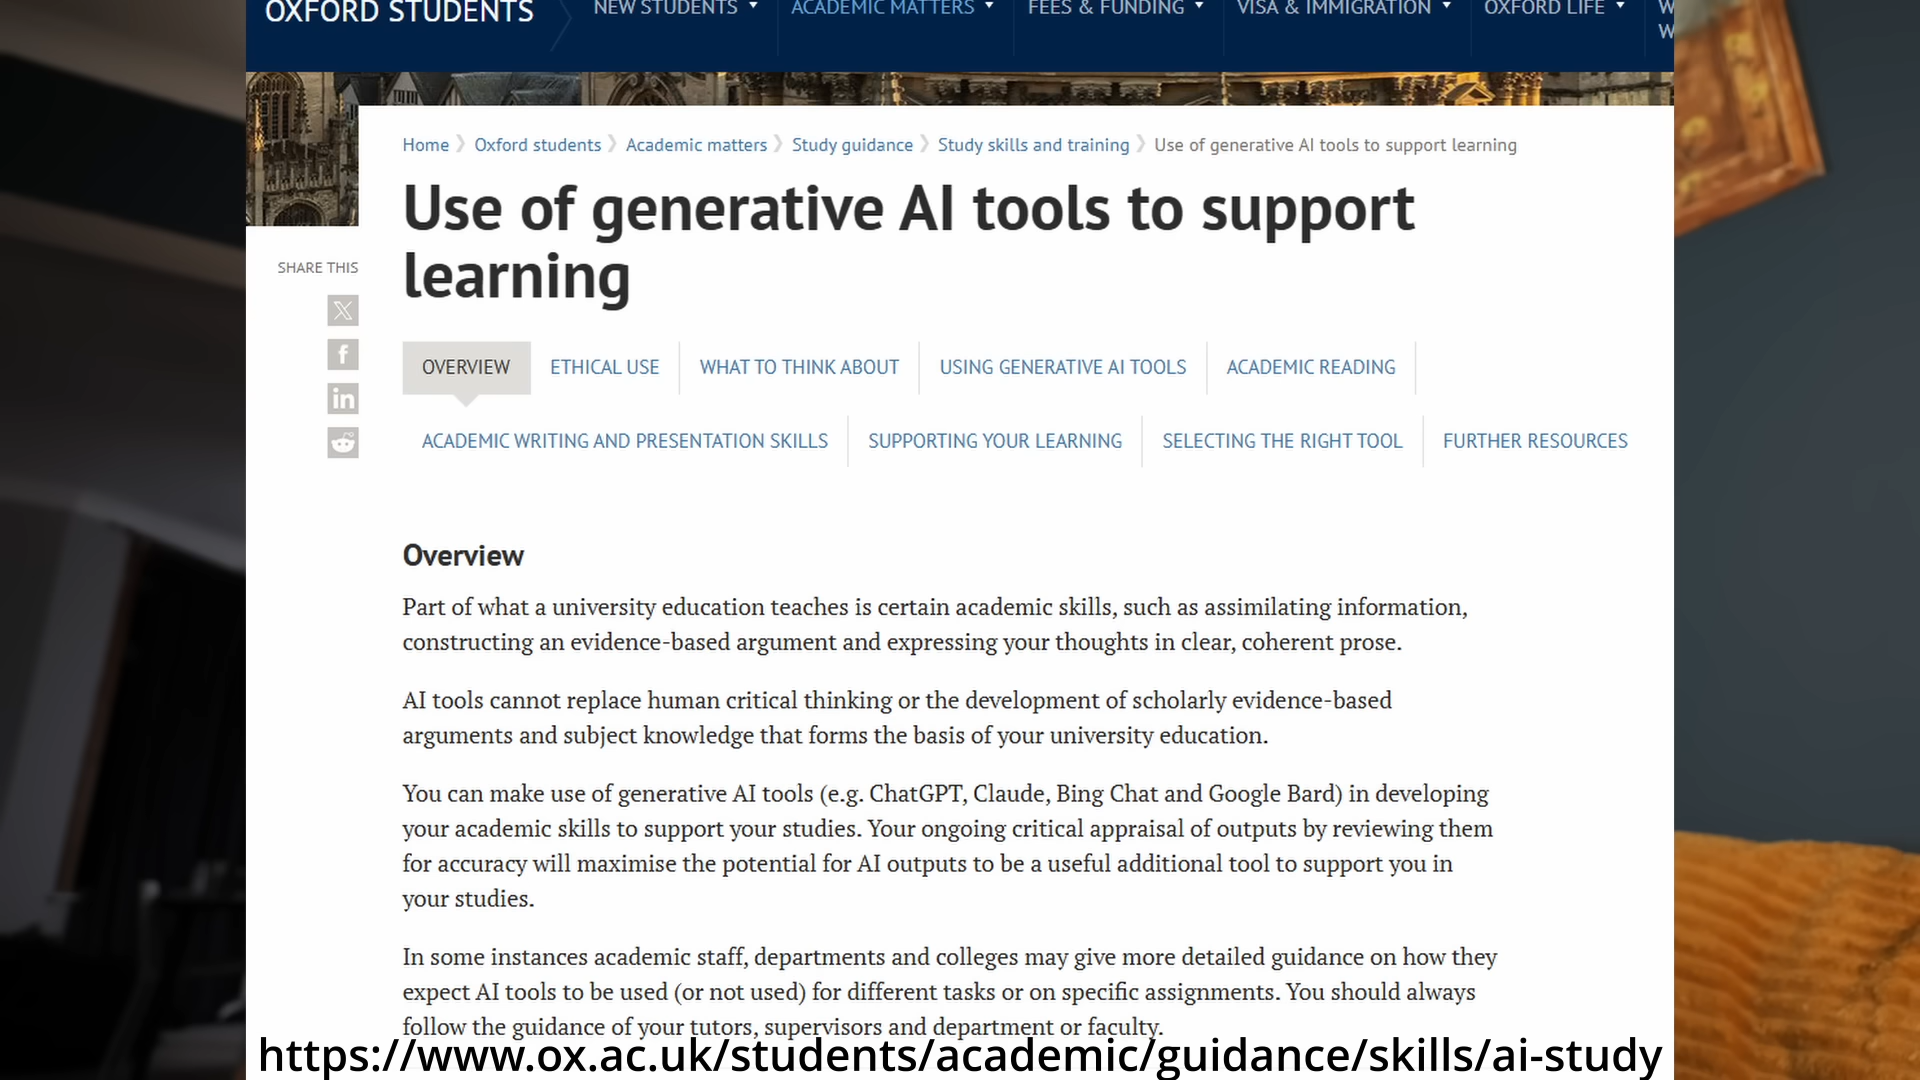 OXFORD STUDENTS
NEW STUDENTS
ACADEMIC MATTERS
FEES & FUNDING
VISA & IMMIGRATION
OXFORD LIFE
W
W
Home
Oxford students
Academic matters
Study guidance
Study skills and training
Use of generative AI tools to support learning
Use of generative AI tools to support
learning
SHARE THIS
OVERVIEW
ETHICAL USE
WHAT TO THINK ABOUT
USING GENERATIVE AI TOOLS
ACADEMIC READING
ACADEMIC WRITING AND PRESENTATION SKILLS
SUPPORTING YOUR LEARNING
SELECTING THE RIGHT TOOL
FURTHER RESOURCES
Overview
Part of what a university education teaches is certain academic skills, such as assimilating information,
constructing an evidence-based argument and expressing your thoughts in clear, coherent prose.
AI tools cannot replace human critical thinking or the development of scholarly evidence-based
arguments and subject knowledge that forms the basis of your university education.
You can make use of generative AI tools (e.g. ChatGPT, Claude, Bing Chat and Google Bard) in developing
your academic skills to support your studies. Your ongoing critical appraisal of outputs by reviewing them
for accuracy will maximise the potential for AI outputs to be a useful additional tool to support you in
your studies.
In some instances academic staff, departments and colleges may give more detailed guidance on how they
expect AI tools to be used (or not used) for different tasks or on specific assignments. You should always
follow the guidance of your tutors, supervisors and department or faculty.
https://www.ox.ac.uk/students/academic/guidance/skills/ai-study